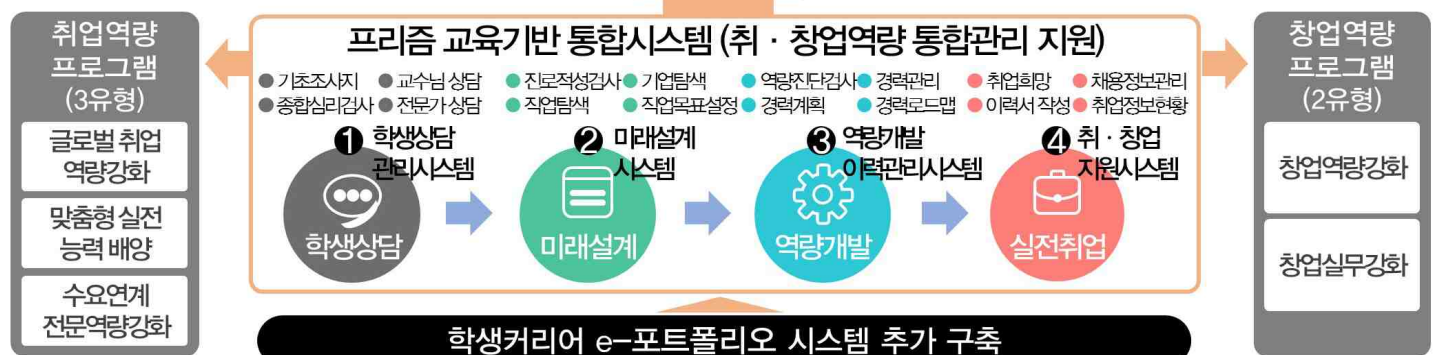 취업역량
프로그램
(3유형)
글로벌 취업
역량강화
맞춤형 실전
능력 배양
수요연계
전문역량강화
프리즘 교육기반 통합시스템 (취 · 창업역량 통합관리 지원)
● 기초조사지 ● 교수님 상담 ● 진로적성검사 ● 기업탐색 ● 역량진단검사 ● 경력관리 ● 취업희망 ● 채용정보관리
● 종합심리검사 ● 전문가 상담 ● 직업탐색 ● 직업목표설정 ● 경력계획 ● 경력로드맵 ● 이력서 작성 ● 취업정보현황
❶ 학생상담
관리시스템
학생상담
❷ 미래설계
시스템
미래설계
❸ 역량개발
이력관리시스템
역량개발
❹ 취 · 창업
지원시스템
실전취업
창업역량
프로그램
(2유형)
창업역량강화
창업실무강화
학생커리어 e-포트폴리오 시스템 추가 구축